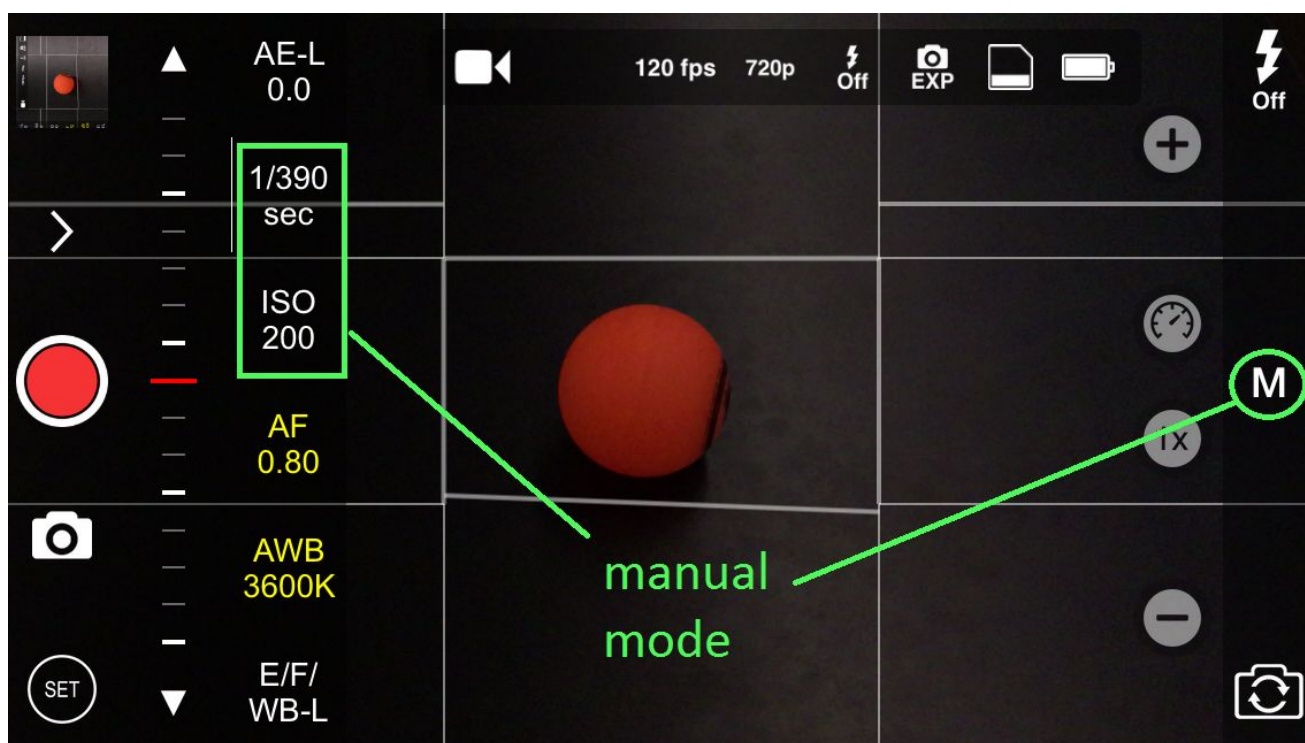 AE-L
0.0
1/390
sec
ISO
200
AF
0.80
AWB
3600K
E/F/
WB-L
SET
120 fps 720p Off EXP
Off
M
1x
manual
mode